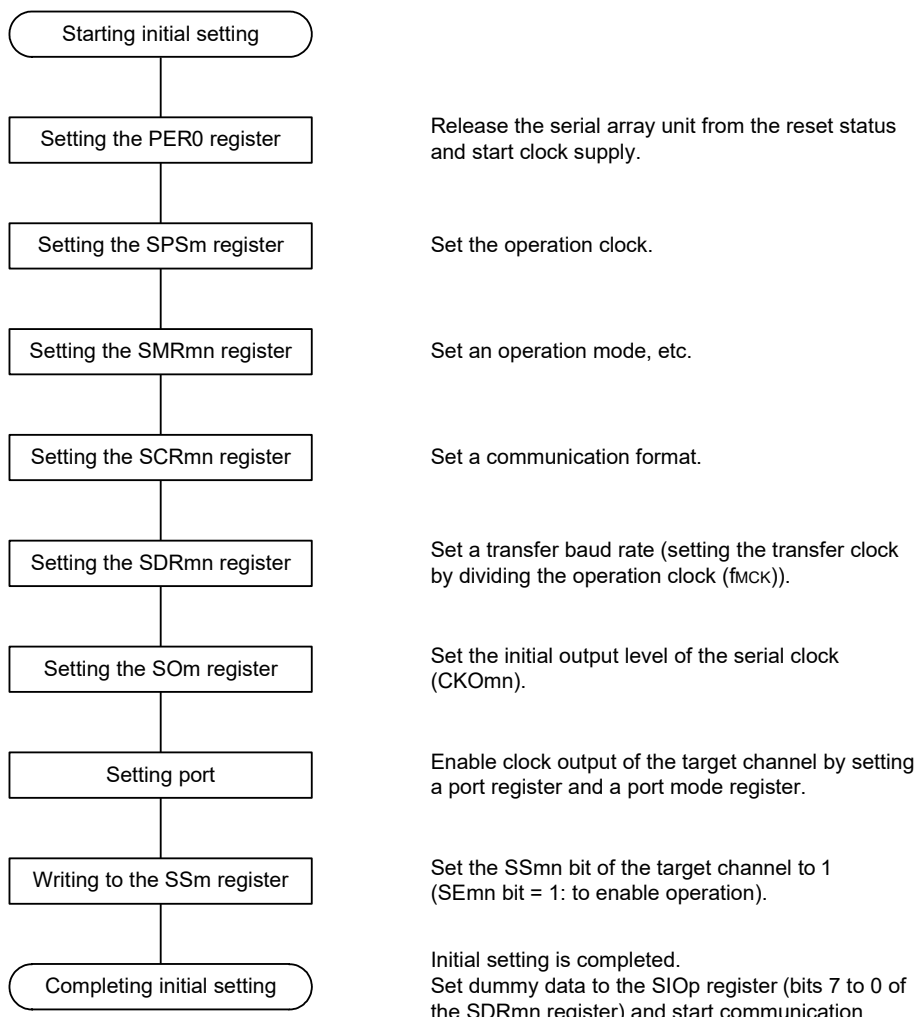 Starting initial setting
Setting the PER0 register
Release the serial array unit from the reset status
and start clock supply.
Setting the SPSm register
Set the operation clock.
Setting the SMRmn register
Set an operation mode, etc.
Setting the SCRmn register
Set a communication format.
Setting the SDRmn register
Set a transfer baud rate (setting the transfer clock
by dividing the operation clock (fMCK)).
Setting the SOm register
Set the initial output level of the serial clock
(CKOmn).
Setting port
Enable clock output of the target channel by setting
a port register and a port mode register.
Writing to the SSm register
Set the SSmn bit of the target channel to 1
(SEmn bit = 1: to enable operation).
Completing initial setting
Initial setting is completed.
Set dummy data to the SIOp register (bits 7 to 0 of
the SDRmn register) and start communication